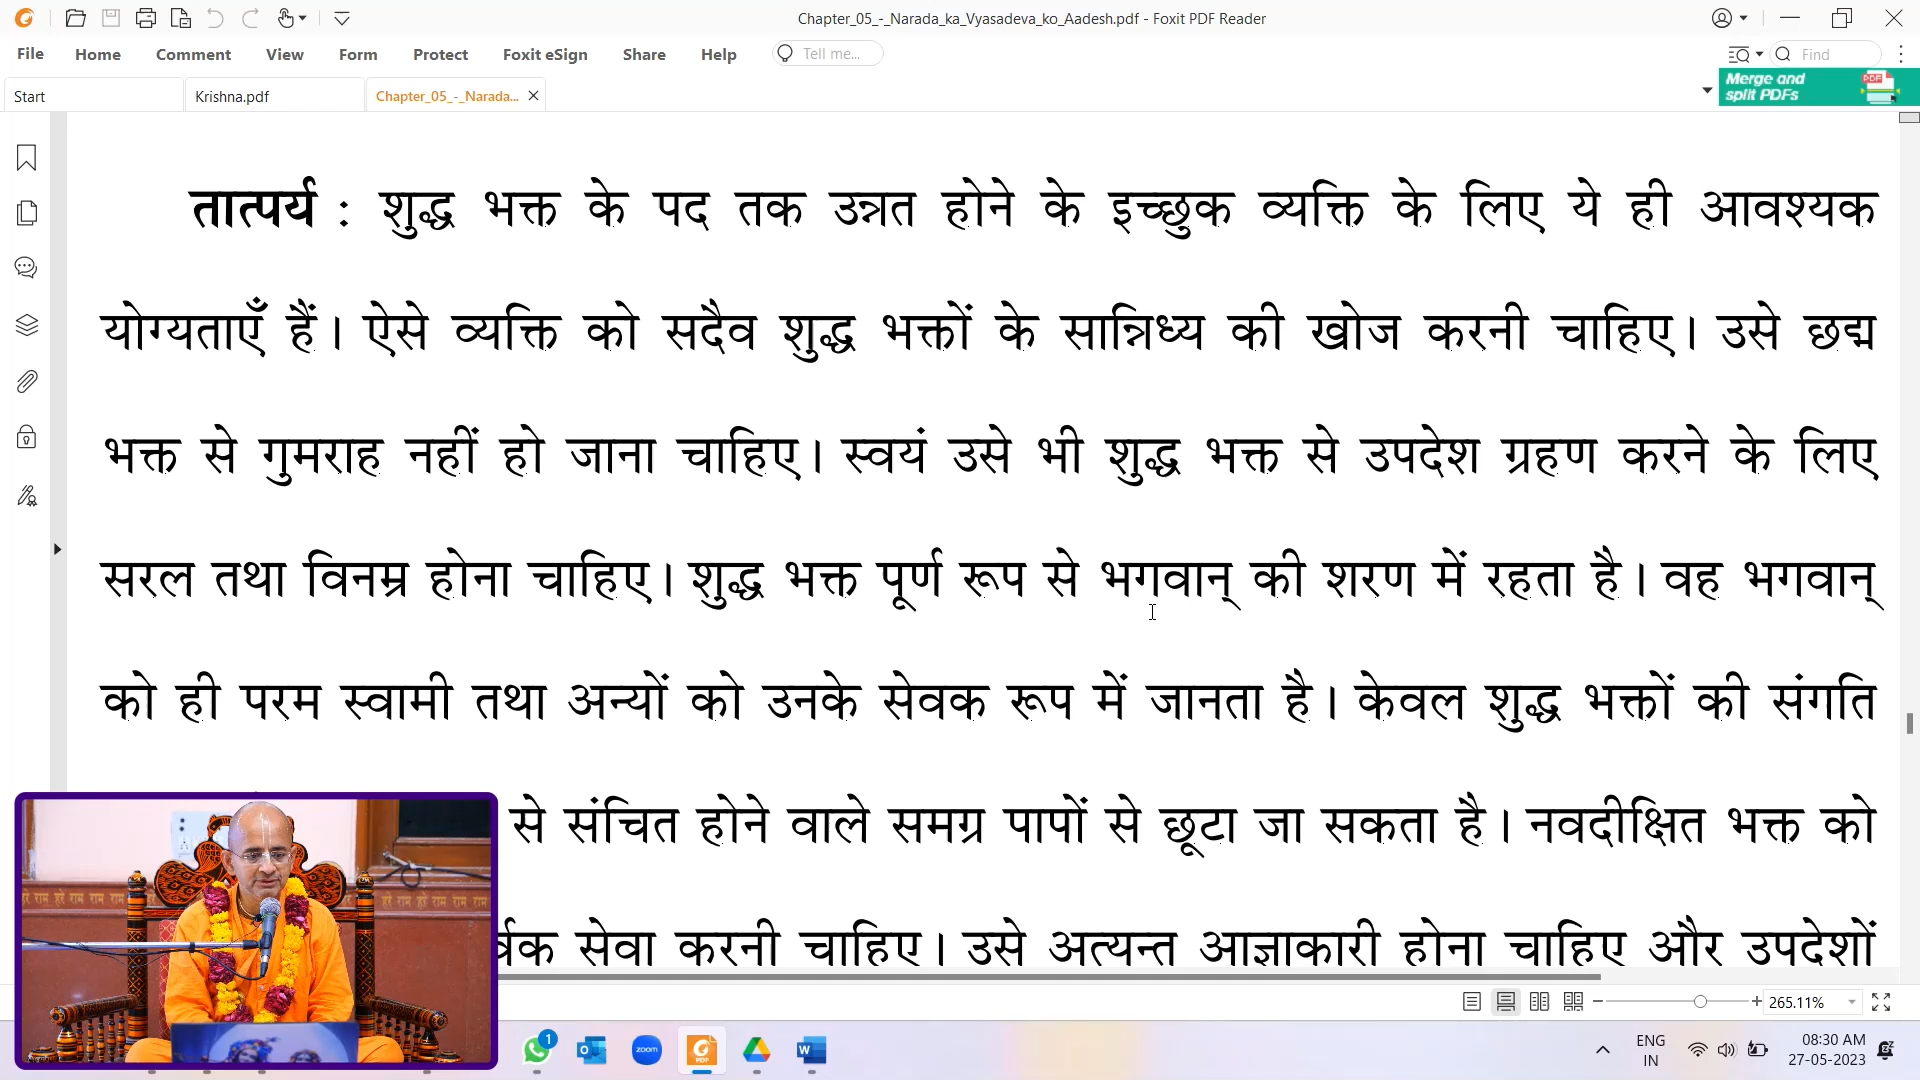 Chapter_05_-_Narada_ka_Vyasadeva_ko_Aadesh.pdf - Foxit PDF Reader
File Home Comment View Form Protect Foxit eSign Share Help Tell me... Find
Start Krishna.pdf Chapter_05_-_Narada...
Merge and
split PDFs
PDF
तात्पर्य : शुद्ध भक्त के पद तक उन्नत होने के इच्छुक व्यक्ति के लिए ये ही आवश्यक
योग्यताएँ हैं। ऐसे व्यक्ति को सदैव शुद्ध भक्तों के सान्निध्य की खोज करनी चाहिए। उसे छद्म
भक्त से गुमराह नहीं हो जाना चाहिए। स्वयं उसे भी शुद्ध भक्त से उपदेश ग्रहण करने के लिए
सरल तथा विनम्र होना चाहिए। शुद्ध भक्त पूर्ण रूप से भगवान् की शरण में रहता है। वह भगवान्
को ही परम स्वामी तथा अन्यों को उनके सेवक रूप में जानता है। केवल शुद्ध भक्तों की संगति
से संचित होने वाले समग्र पापों से छूटा जा सकता है। नवदीक्षित भक्त को
सेवा करनी चाहिए। उसे अत्यन्त आज्ञाकारी होना चाहिए और उपदेशों
265.11%
1
zoom
PDF
ENG
IN
08:30 AM
27-05-2023